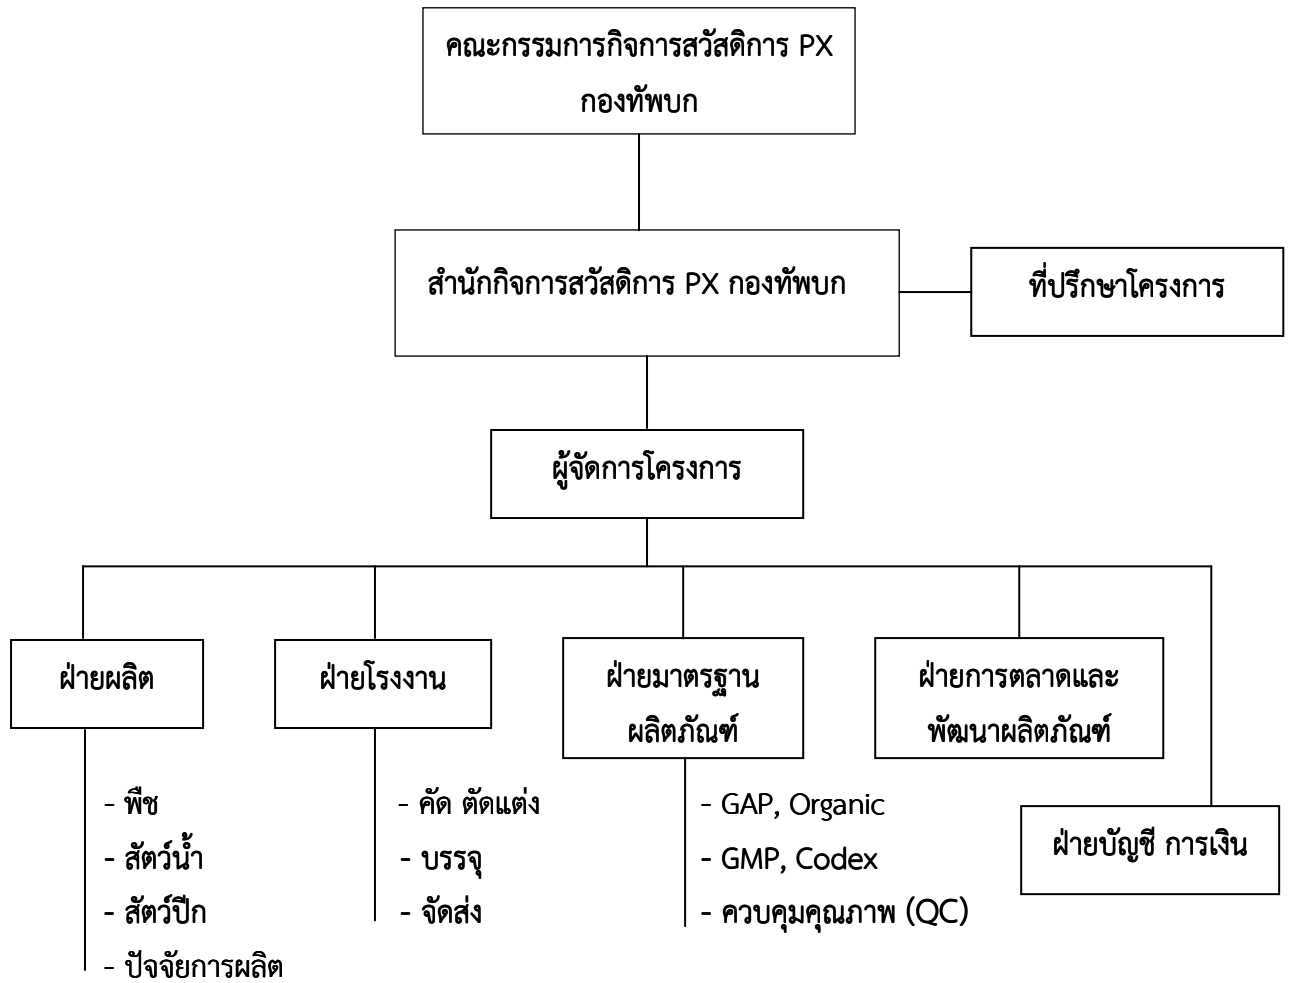 คณะกรรมการกิจการสวัสดิการ PX
กองทัพบก
สำนักกิจการสวัสดิการ PX กองทัพบก
ที่ปรึกษาโครงการ
ผู้จัดการโครงการ
ฝ่ายผลิต
- พืช
- สัตว์น้ำ
- สัตว์ปีก
- ปัจจัยการผลิต
ฝ่ายโรงงาน
- คัด ตัดแต่ง
- บรรจุ
- จัดส่ง
ฝ่ายมาตรฐาน
ผลิตภัณฑ์
- GAP, Organic
- GMP, Codex
- ควบคุมคุณภาพ (QC)
ฝ่ายการตลาดและ
พัฒนาผลิตภัณฑ์
ฝ่ายบัญชี การเงิน